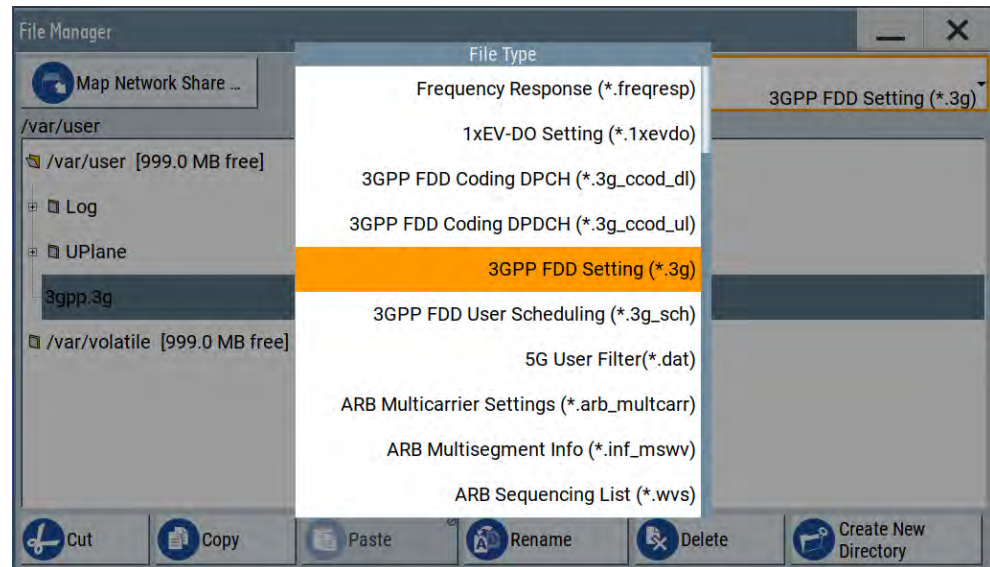 File Manager
Map Network Share ...
/var/user
/var/user [999.0 MB free]
Log
UPlane
3gpp.3g
/var/volatile [999.0 MB free]
File Type
Frequency Response (*.freqresp)
1xEV-DO Setting (*.1xevdo)
3GPP FDD Coding DPCH (*.3g_ccod_dl)
3GPP FDD Coding DPDCH (*.3g_ccod_ul)
3GPP FDD Setting (*.3g)
3GPP FDD User Scheduling (*.3g_sch)
5G User Filter(*.dat)
ARB Multicarrier Settings (*.arb_multcarr)
ARB Multisegment Info (*.inf_mswv)
ARB Sequencing List (*.wvs)
3GPP FDD Setting (*.3g)
Cut
Copy
Paste
Rename
Delete
Create New
Directory